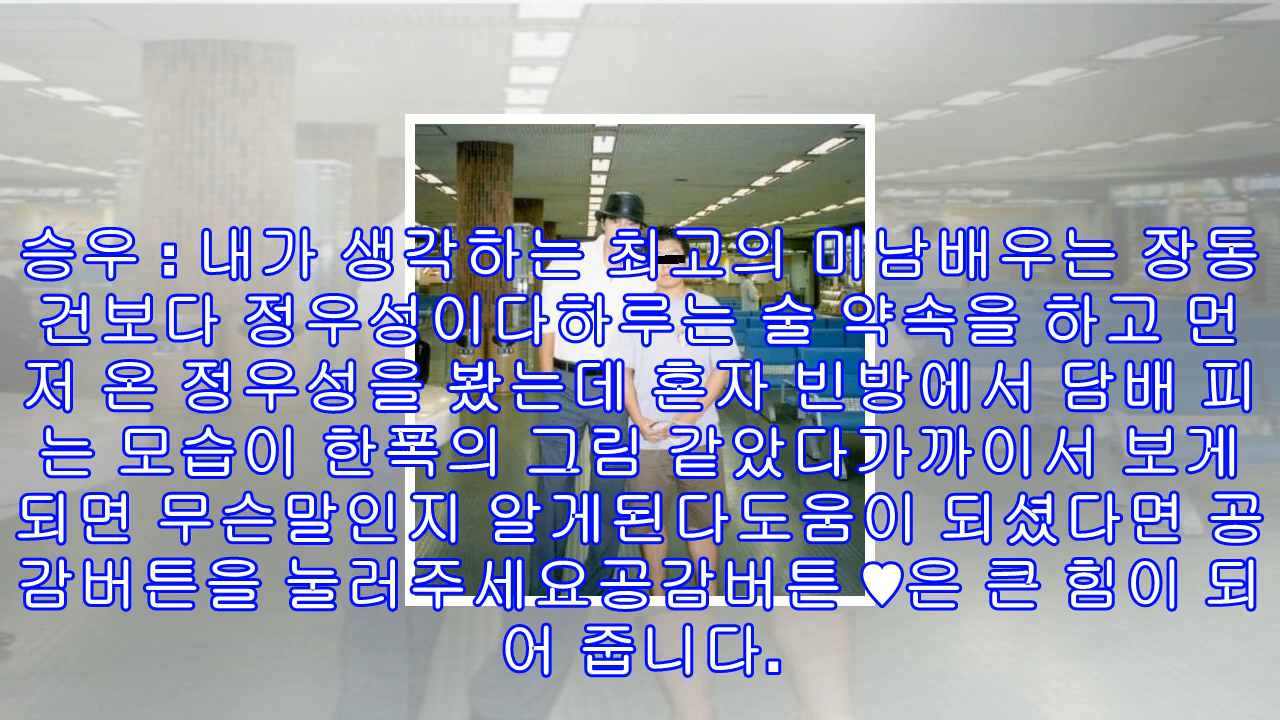 승우 : 내가 생각하는 최고의 미남배우는 장동
건보다 정우성이다하루는 술 약속을 하고 먼
저 온 정우성을 봤는데 혼자 빈방에서 담배 피
는 모습이 한폭의 그림 같았다가까이서 보게
되면 무슨말인지 알게된다도움이 되셨다면 공
감버튼을 눌러주세요공감버튼 ♥은 큰 힘이 되
어 줍니다.